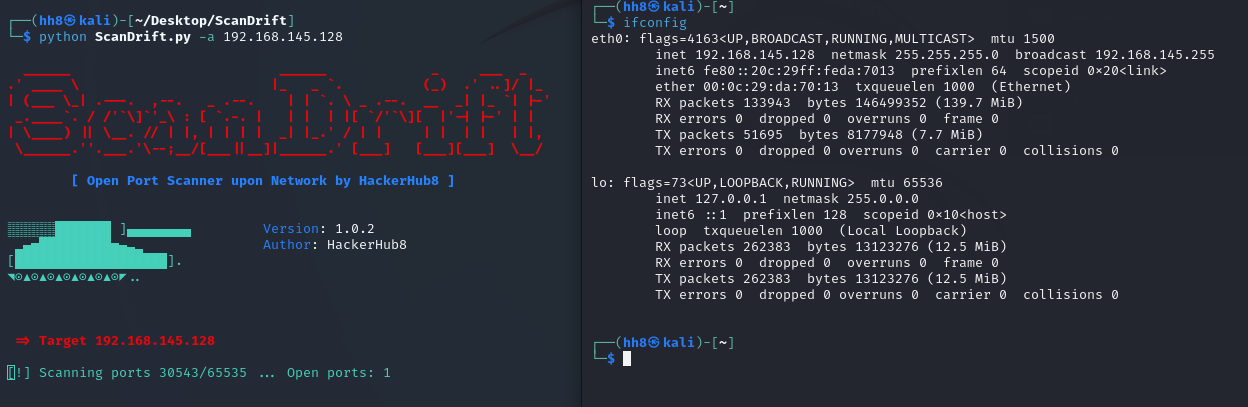 ┌──(hh8㉿kali)-[~/Desktop/ScanDrift]
└─$ python ScanDrift.py -a 192.168.145.128
ScanDrift
[ Open Port Scanner upon Network by HackerHub8 ]
Version: 1.0.2
Author: HackerHub8
=> Target 192.168.145.128
[!] Scanning ports 30543/65535 ... Open ports: 1
┌──(hh8㉿kali)-[~]
└─$ ifconfig
eth0: flags=4163<UP,BROADCAST,RUNNING,MULTICAST>  mtu 1500
        inet 192.168.145.128  netmask 255.255.255.0  broadcast 192.168.145.255
        inet6 fe80::20c:29ff:feda:7013  prefixlen 64  scopeid 0x20<link>
        ether 00:0c:29:da:70:13  txqueuelen 1000  (Ethernet)
        RX packets 133943  bytes 146499352 (139.7 MiB)
        RX errors 0  dropped 0  overruns 0  frame 0
        TX packets 51695  bytes 8177948 (7.7 MiB)
        TX errors 0  dropped 0 overruns 0  carrier 0  collisions 0
lo: flags=73<UP,LOOPBACK,RUNNING>  mtu 65536
        inet 127.0.0.1  netmask 255.0.0.0
        inet6 ::1  prefixlen 128  scopeid 0x10<host>
        loop  txqueuelen 1000  (Local Loopback)
        RX packets 262383  bytes 13123276 (12.5 MiB)
        RX errors 0  dropped 0  overruns 0  frame 0
        TX packets 262383  bytes 13123276 (12.5 MiB)
        TX errors 0  dropped 0 overruns 0  carrier 0  collisions 0
┌──(hh8㉿kali)-[~]
└─$